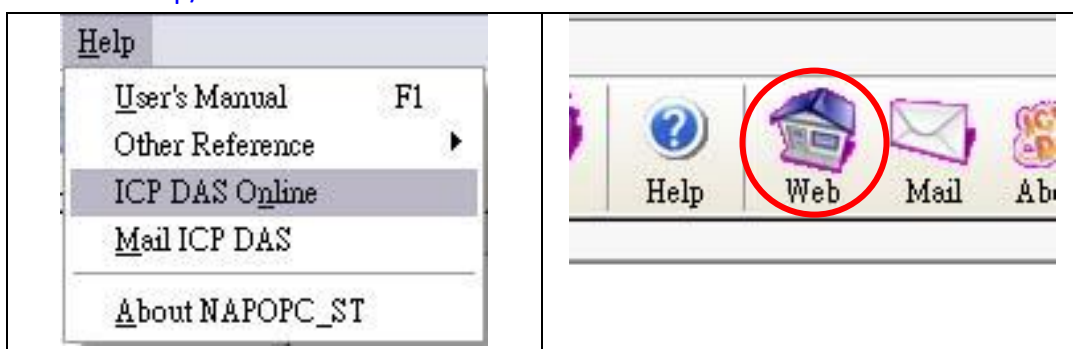 Help
User's Manual F1
Other Reference
ICP DAS Online
Mail ICP DAS
About NAPOPC_ST
Help Web Mail